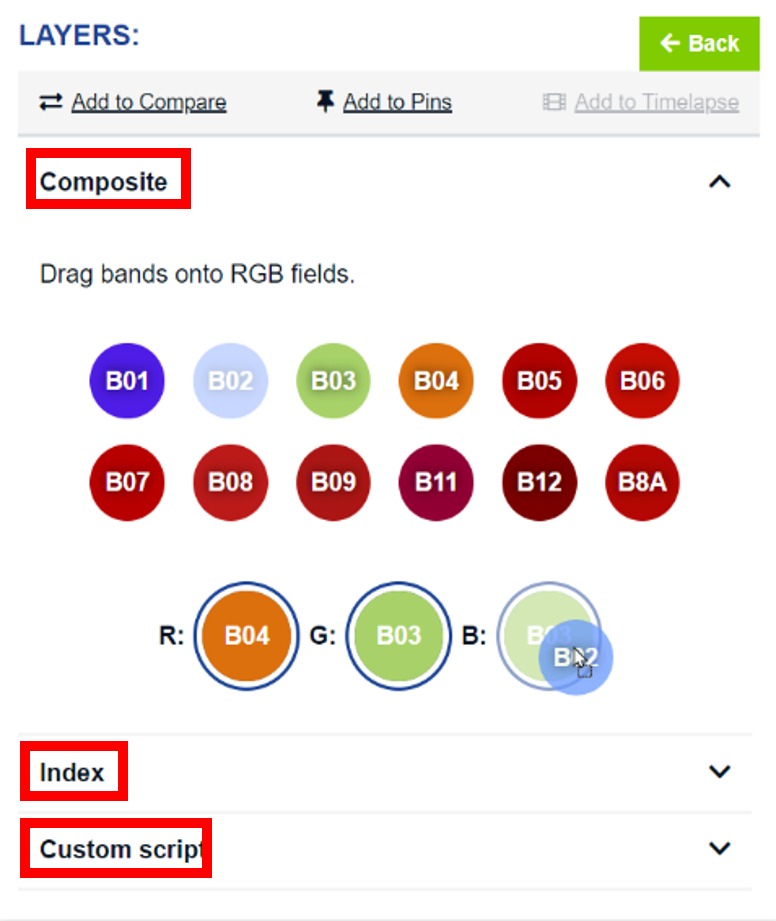 LAYERS:
Back
Add to Compare Add to Pins Add to Timelapse
Composite
Drag bands onto RGB fields.
B01 B02 B03 B04 B05 B06
B07 B08 B09 B11 B12 B8A
R: B04 G: B03 B: B03 B02
Index
Custom script